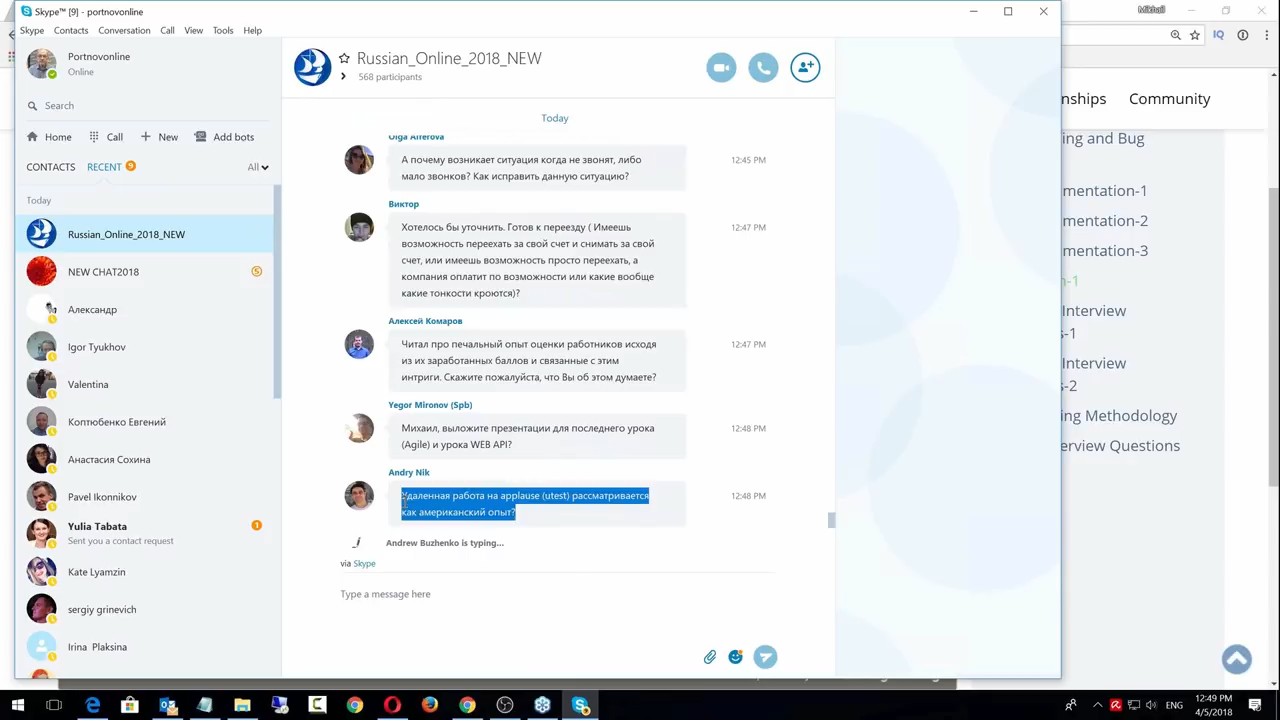 Skype™ [9] - portnovonline
Mikhail
Skype Contacts Conversation Call View Tools Help
Portnovonline
Online
Search
Home Call New Add bots
CONTACTS RECENT 9 All
Today
Russian_Online_2018_NEW
NEW CHAT2018
Александр
Igor Tyukhov
Valentina
Коптюбенко Евгений
Анастасия Сохина
Pavel Ikonnikov
Yulia Tabata 1
Sent you a contact request
Kate Lyamzin
sergiy grinevich
Irina Plaksina
Russian_Online_2018_NEW
568 participants
Today
Olga Alferova
А почему возникает ситуация когда не звонят, либо
мало звонков? Как исправить данную ситуацию?
12:45 PM
Виктор
Хотелось бы уточнить. Готов к переезду ( Имеешь
возможность переехать за свой счет и снимать за свой
счет, или имеешь возможность просто переехать, а
компания оплатит по возможности или какие вообще
какие тонкости кроются)?
12:47 PM
Алексей Комаров
Читал про печальный опыт оценки работников исходя
из их заработанных баллов и связанные с этим
интриги. Скажите пожалуйста, что Вы об этом думаете?
12:47 PM
Yegor Mironov (Spb)
Михаил, выложите презентации для последнего урока
(Agile) и урока WEB API?
12:48 PM
Andry Nik
Удаленная работа на applause (utest) рассматривается
как американский опыт?
12:48 PM
Andrew Buzhenko is typing...
via Skype
Type a message here
nships Community
ing and Bug
mentation-1
mentation-2
mentation-3
n-1
Interview
s-1
Interview
s-2
ing Methodology
erview Questions
ENG
12:49 PM
4/5/2018